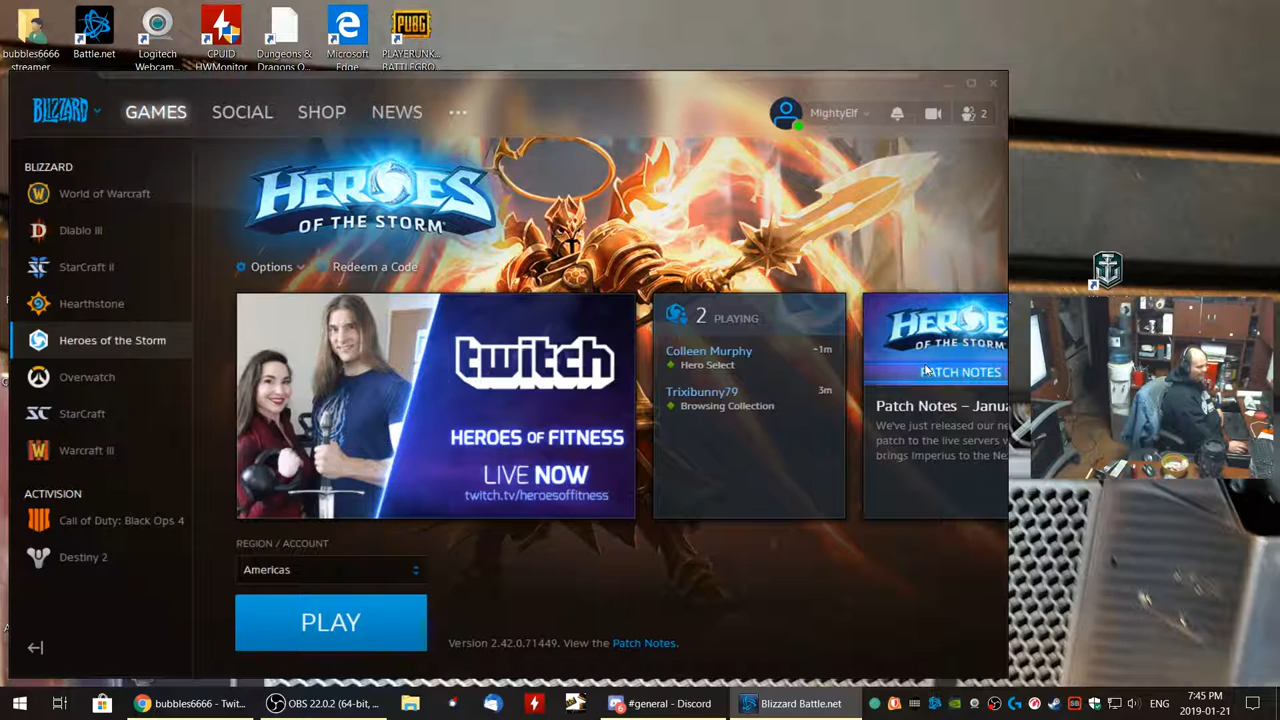 bubbles6666 streamer
Battle.net
Logitech Webcam...
CPUID HWMonitor
Dungeons & Dragons O...
Microsoft Edge
PUBG
PLAYERUNK... BATTLEGRO...
BLIZZARD
GAMES
SOCIAL
SHOP
NEWS
MightyElf
2
BLIZZARD
World of Warcraft
Diablo III
StarCraft II
Hearthstone
Heroes of the Storm
Overwatch
StarCraft
Warcraft III
ACTIVISION
Call of Duty: Black Ops 4
Destiny 2
HEROES
OF THE STORM
Options
Redeem a Code
twitch
HEROES OF FITNESS
LIVE NOW
twitch.tv/heroesoffitness
2 PLAYING
Colleen Murphy ~1m
Hero Select
Trixibunny79 3m
Browsing Collection
HEROES
OF THE STORM
PATCH NOTES
Patch Notes – Janua
We've just released our ne
patch to the live servers w
brings Imperius to the Ne
REGION / ACCOUNT
Americas
PLAY
Version 2.42.0.71449. View the Patch Notes.
bubbles6666 - Twit...
OBS 22.0.2 (64-bit, ...
#general - Discord
Blizzard Battle.net
ENG
7:45 PM
2019-01-21